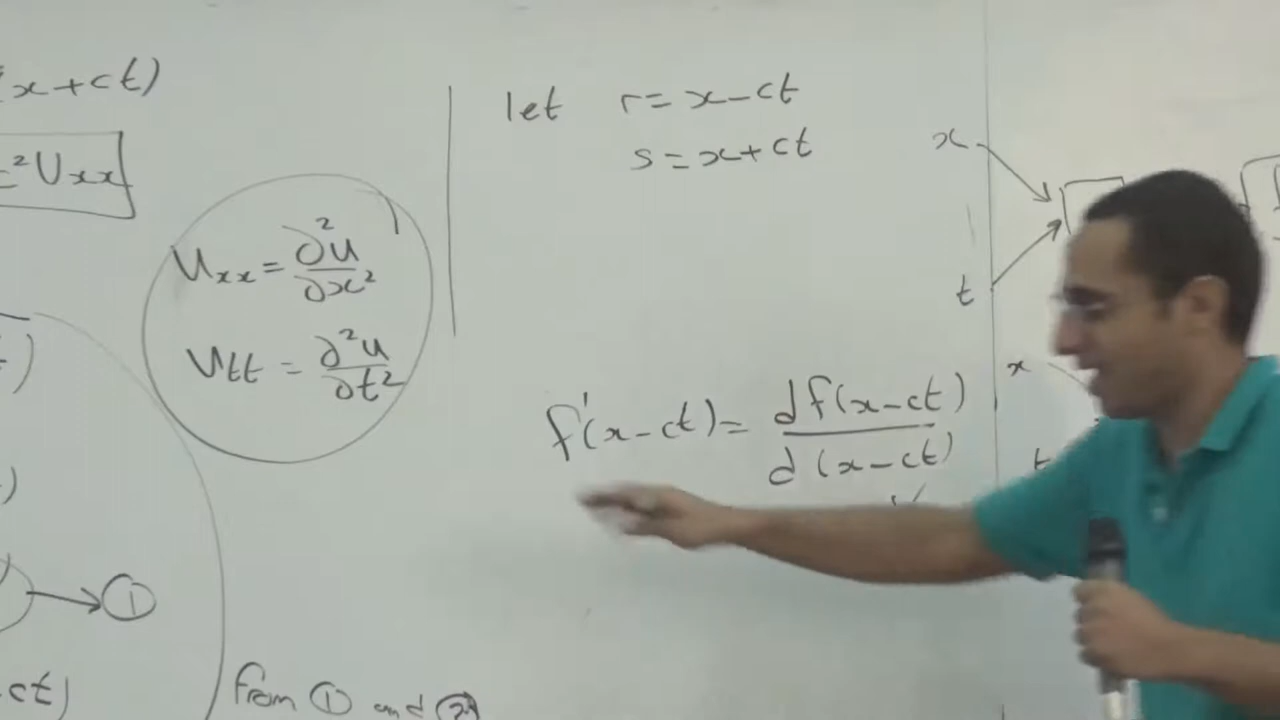 (x+ct)
=²Uxx
Uxx = ∂²u/∂x²
Utt = ∂²u/∂t²
let r = x-ct
s = x+ct
x
t
f'(x-ct) = df(x-ct)/d(x-ct)
x
t
①
ct)
from ① and ②